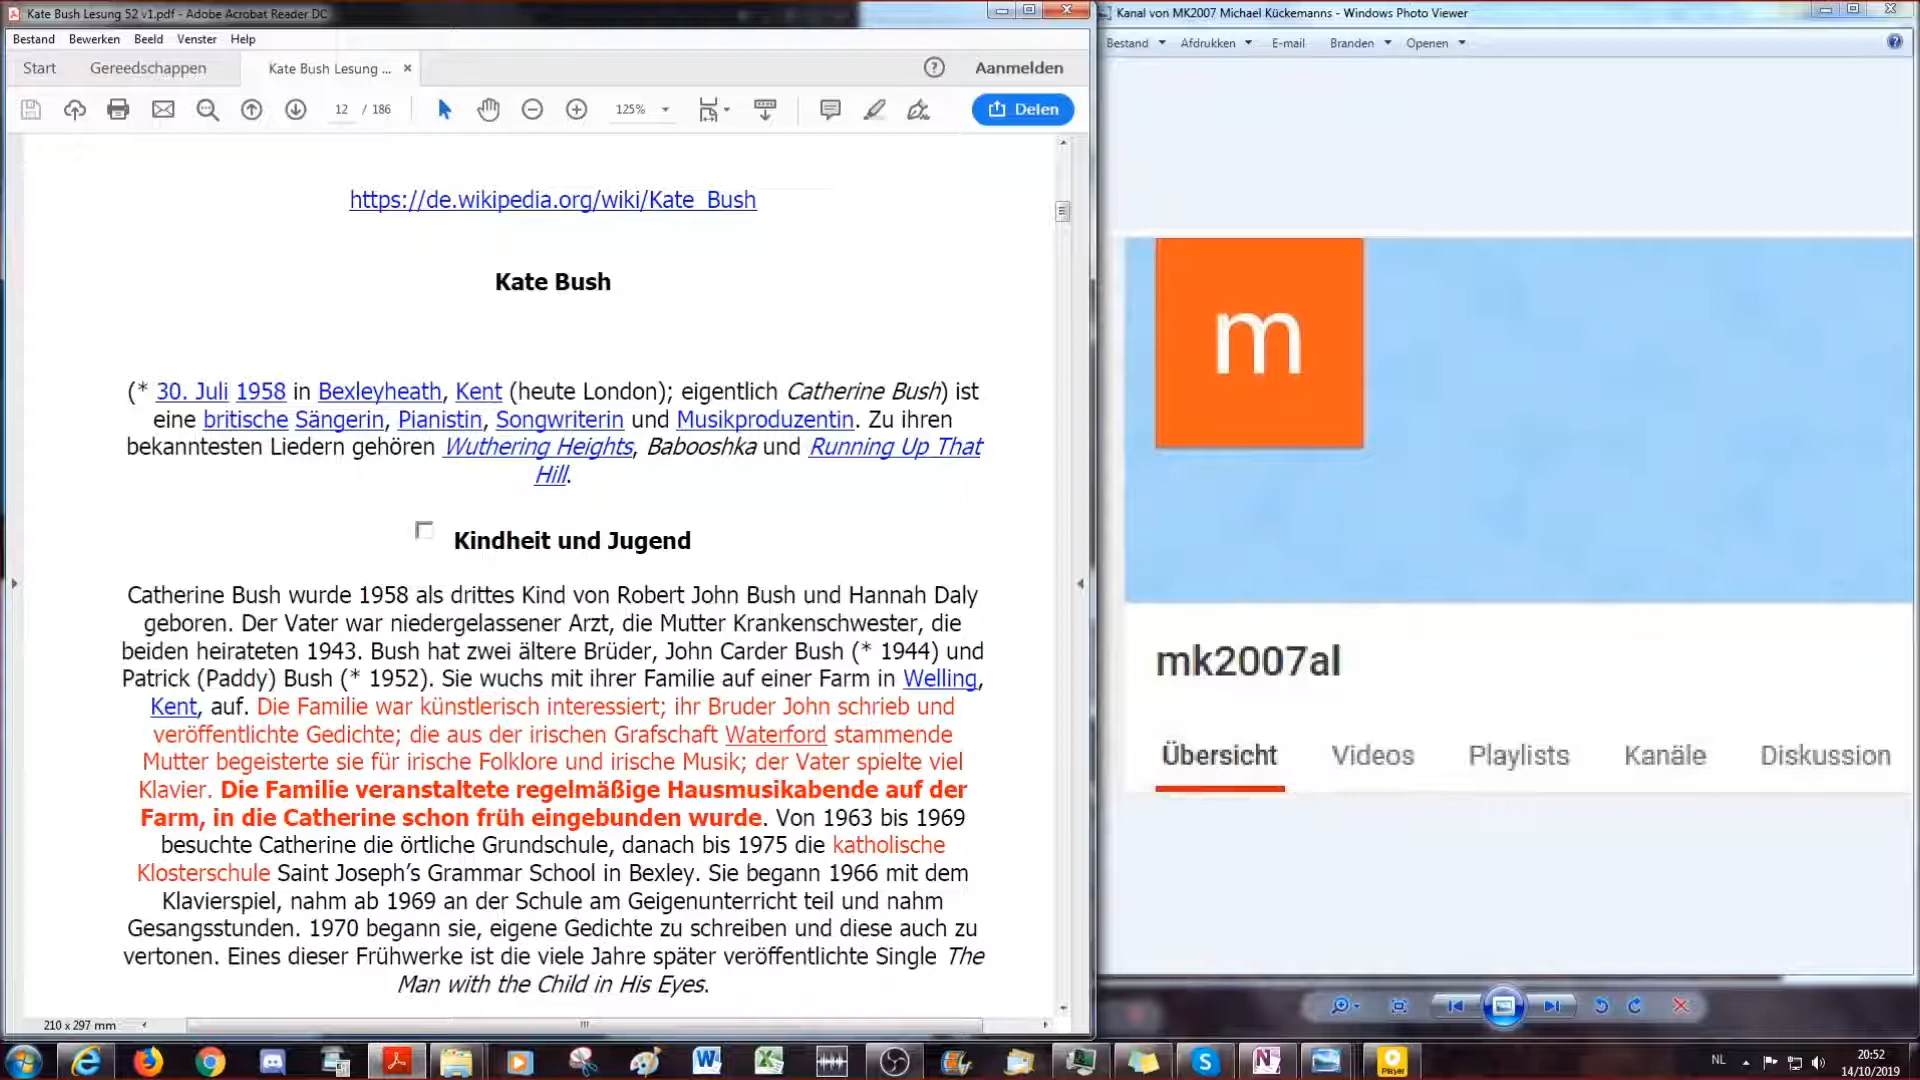 Kate Bush Lesung 52 v1.pdf - Adobe Acrobat Reader DC
Bestand Bewerken Beeld Venster Help
Start Gereedschappen Kate Bush Lesung ... × ? Aanmelden
12 / 186 125% Delen
https://de.wikipedia.org/wiki/Kate_Bush
Kate Bush
(* 30. Juli 1958 in Bexleyheath, Kent (heute London); eigentlich Catherine Bush) ist
eine britische Sängerin, Pianistin, Songwriterin und Musikproduzentin. Zu ihren
bekanntesten Liedern gehören Wuthering Heights, Babooshka und Running Up That
Hill.
Kindheit und Jugend
Catherine Bush wurde 1958 als drittes Kind von Robert John Bush und Hannah Daly
geboren. Der Vater war niedergelassener Arzt, die Mutter Krankenschwester, die
beiden heirateten 1943. Bush hat zwei ältere Brüder, John Carder Bush (* 1944) und
Patrick (Paddy) Bush (* 1952). Sie wuchs mit ihrer Familie auf einer Farm in Welling,
Kent, auf. Die Familie war künstlerisch interessiert; ihr Bruder John schrieb und
veröffentlichte Gedichte; die aus der irischen Grafschaft Waterford stammende
Mutter begeisterte sie für irische Folklore und irische Musik; der Vater spielte viel
Klavier. Die Familie veranstaltete regelmäßige Hausmusikabende auf der
Farm, in die Catherine schon früh eingebunden wurde. Von 1963 bis 1969
besuchte Catherine die örtliche Grundschule, danach bis 1975 die katholische
Klosterschule Saint Joseph’s Grammar School in Bexley. Sie begann 1966 mit dem
Klavierspiel, nahm ab 1969 an der Schule am Geigenunterricht teil und nahm
Gesangsstunden. 1970 begann sie, eigene Gedichte zu schreiben und diese auch zu
vertonen. Eines dieser Frühwerke ist die viele Jahre später veröffentlichte Single The
Man with the Child in His Eyes.
210 x 297 mm
Kanal von MK2007 Michael Kückemanns - Windows Photo Viewer
Bestand Afdrukken E-mail Branden Openen
m
mk2007al
Übersicht Videos Playlists Kanäle Diskussion
NL 20:52
14/10/2019